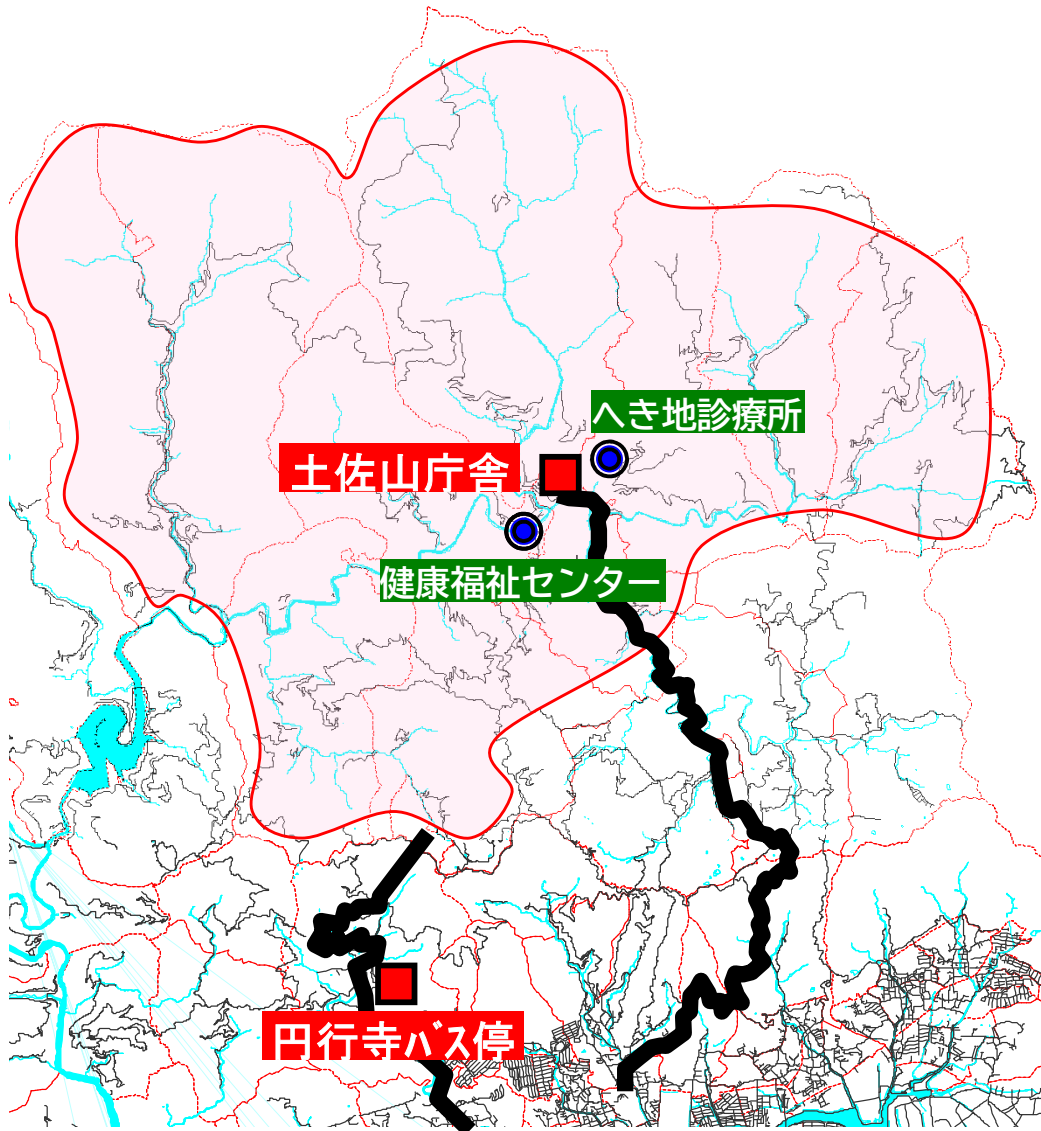 へき地診療所
土佐山庁舎
健康福祉センター
円行寺バス停